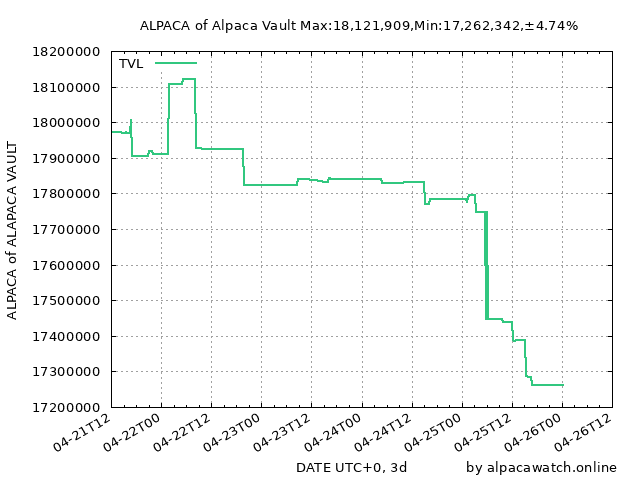 ALPACA of Alpaca Vault Max:18,121,909,Min:17,262,342,±4.74%
TVL
18200000
18100000
18000000
17900000
17800000
17700000
17600000
17500000
17400000
17300000
17200000
ALPACA of ALAPACA VAULT
04-21T12
04-22T00
04-22T12
04-23T00
04-23T12
04-24T00
04-24T12
04-25T00
04-25T12
04-26T00
04-26T12
DATE UTC+0, 3d
by alpacawatch.online